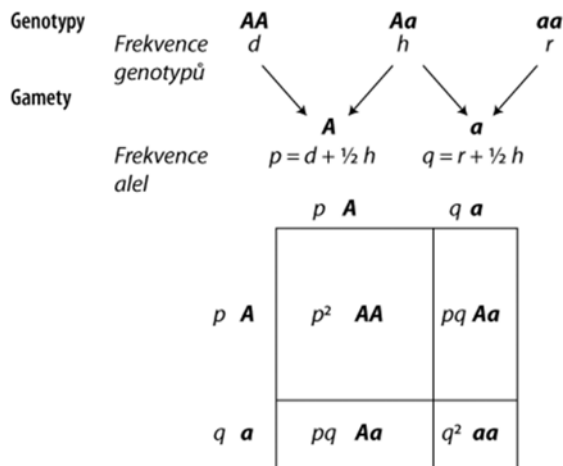 Genotypy AA Aa aa
Frekvence d h r
genotypů
Gamety
A a
Frekvence p = d + ½ h q = r + ½ h
alel
p A q a
p A p² AA pq Aa
q a pq Aa q² aa